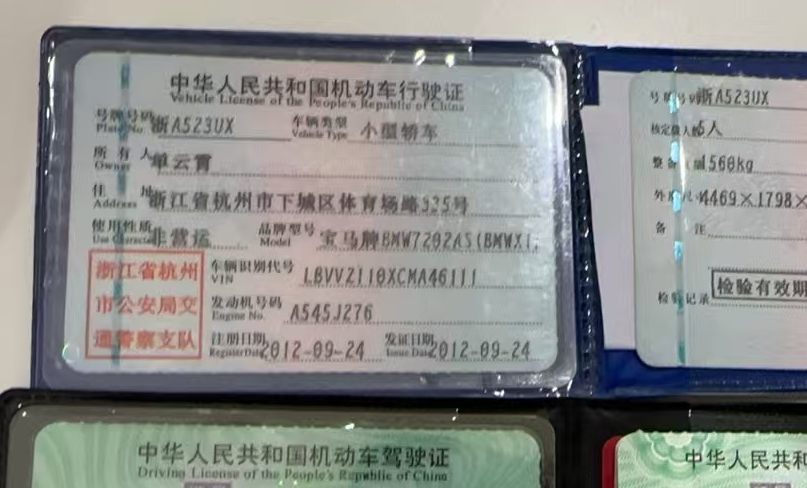 中华人民共和国机动车行驶证
Vehicle License of the People's Republic of China
号牌号码 浙A523UX 车辆类型 小型轿车
Plate No. Vehicle Type
所有人 单云霄
Owner
住址 浙江省杭州市下城区体育场路335号
Address
使用性质 非营运 品牌型号 宝马牌BMW7202AS(BMWX1
Use Character Model
浙江省杭州
市公安局交
通警察支队
车辆识别代号 LBVVZ110XCMA46111
VIN
发动机号码 A545J276
Engine No.
注册日期 2012-09-24 发证日期 2012-09-24
Register Date Issue Date
号牌号码 浙A523UX
核定载人数 5人
整备 1560kg
外廓尺寸 4469×1798×
备注
检验记录 检验有效期
中华人民共和国机动车驾驶证
Driving License of the People's Republic of China
中华人民共和